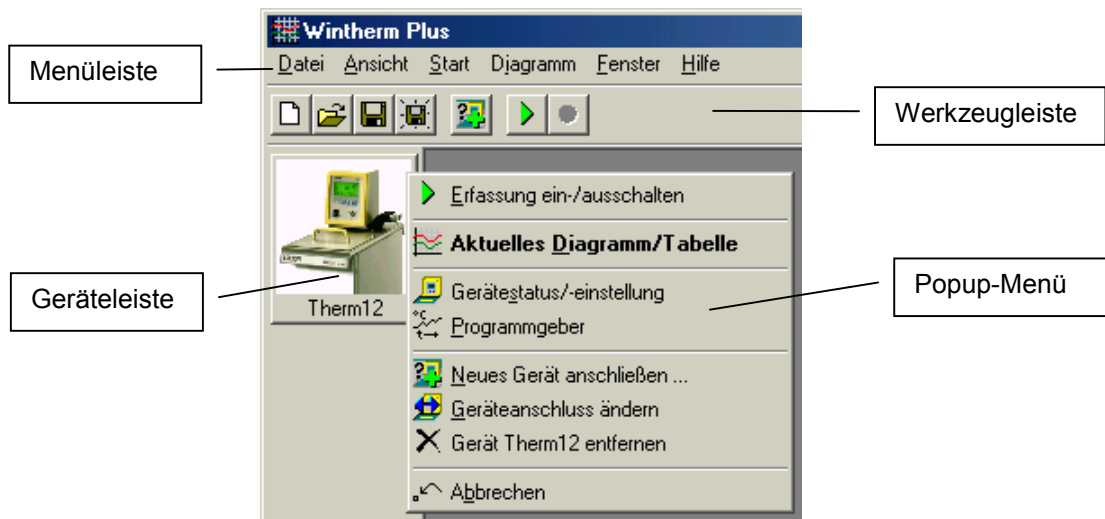 Wintherm Plus
Menüleiste
Datei Ansicht Start Djagramm Fenster Hilfe
Werkzeugleiste
Erfassung ein-/ausschalten
Aktuelles Diagramm/Tabelle
Geräteleiste
Gerätestatus/-einstellung
Popup-Menü
Therm12
Programmgeber
Neues Gerät anschließen ...
Geräteanschluss ändern
Gerät Therm12 entfernen
Abbrechen